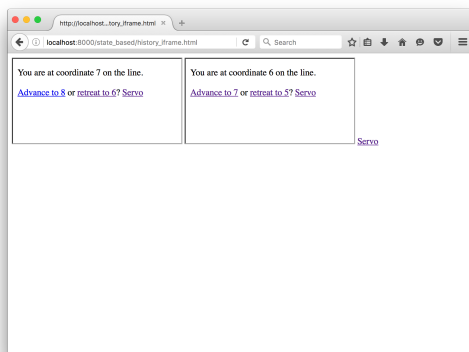 http://localhost...tory_iframe.html
localhost:8000/state_based/history_iframe.html
Search
You are at coordinate 7 on the line.
Advance to 8 or retreat to 6? Servo
You are at coordinate 6 on the line.
Advance to 7 or retreat to 5? Servo
Servo